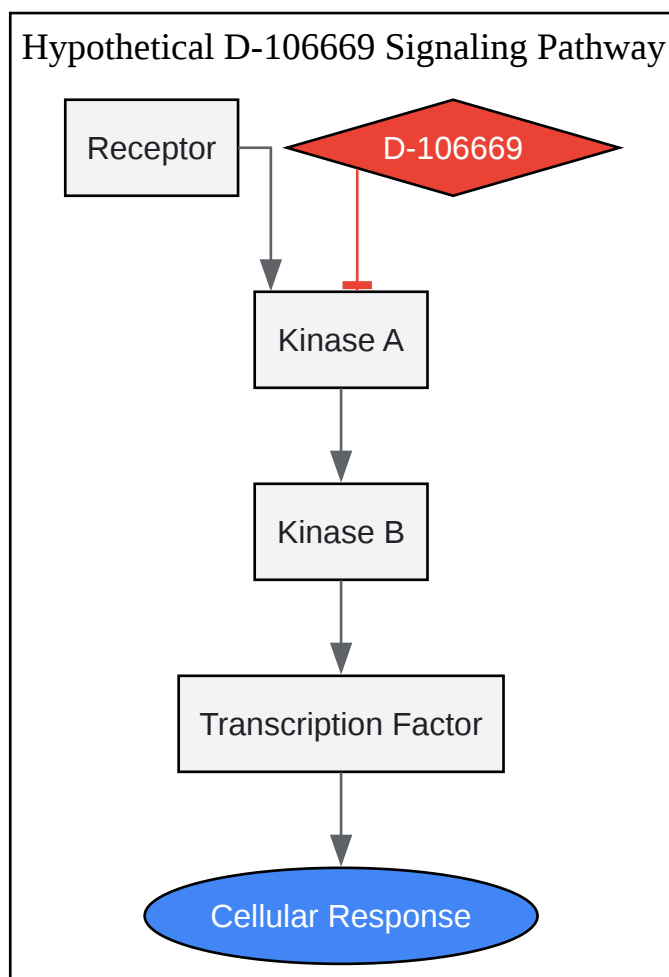 Hypothetical D-106669 Signaling Pathway
Receptor
D-106669
Kinase A
Kinase B
Transcription Factor
Cellular Response